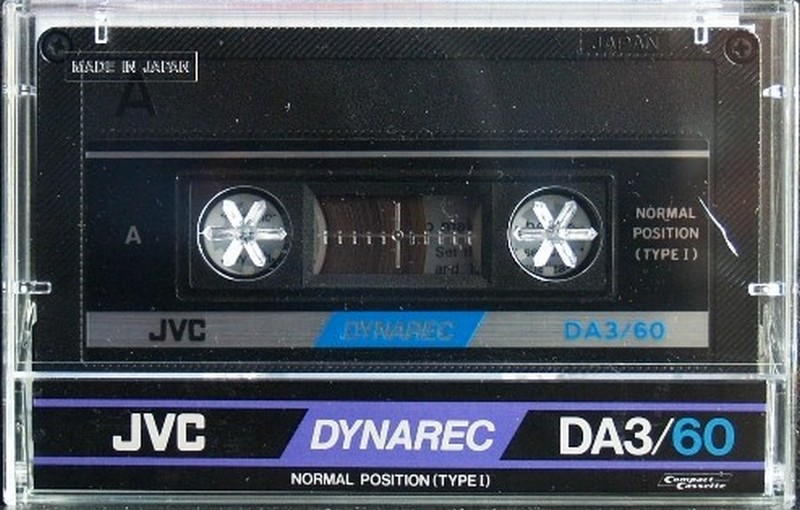 JAPAN
MADE IN JAPAN
A
A
NORMAL
POSITION
(TYPE I)
JVC DYNAREC DA3/60
JVC DYNAREC DA3/60
NORMAL POSITION (TYPE I)
Compact
Cassette